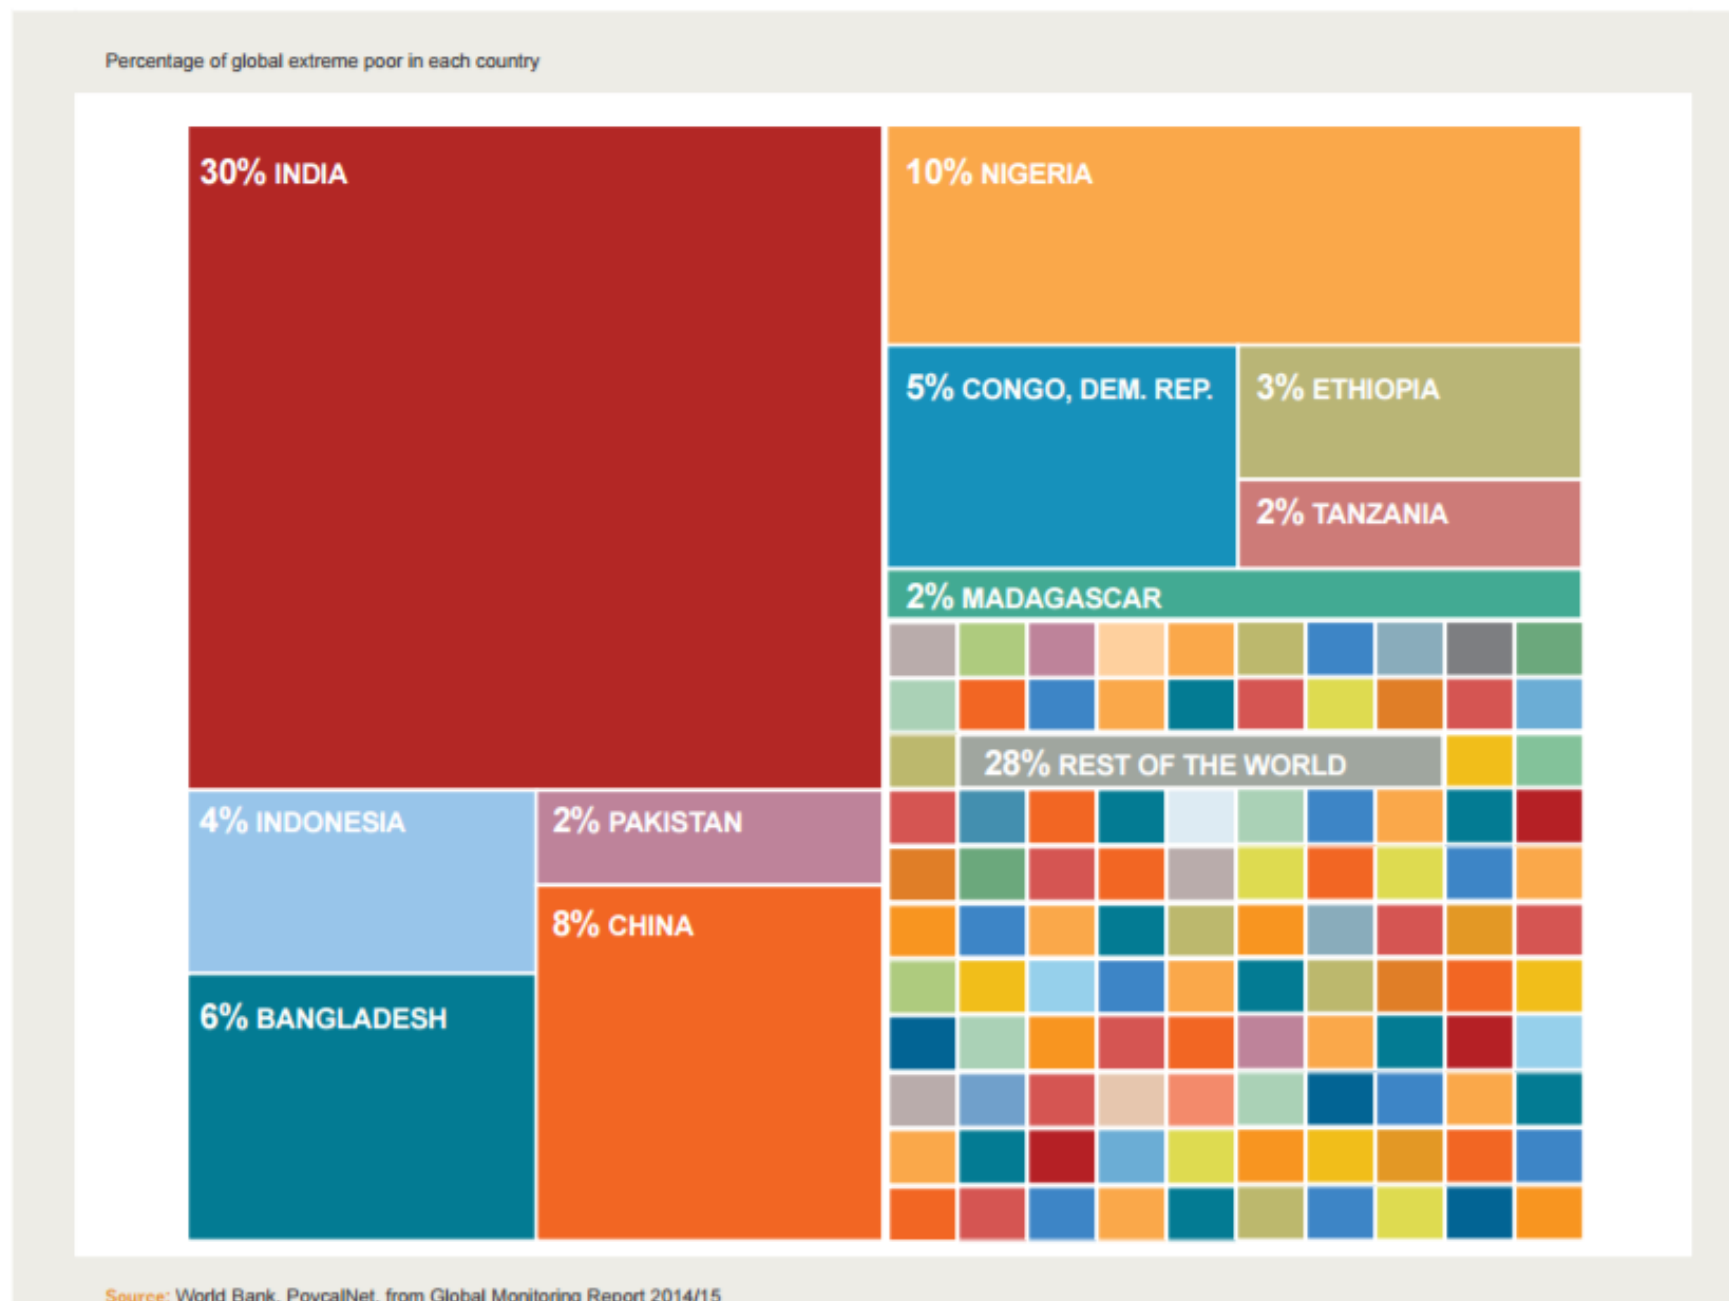 Percentage of global extreme poor in each country
30% INDIA
10% NIGERIA
5% CONGO, DEM. REP.
3% ETHIOPIA
2% TANZANIA
2% MADAGASCAR
28% REST OF THE WORLD
4% INDONESIA
2% PAKISTAN
8% CHINA
6% BANGLADESH
Source: World Bank, PovcalNet, from Global Monitoring Report 2014/15